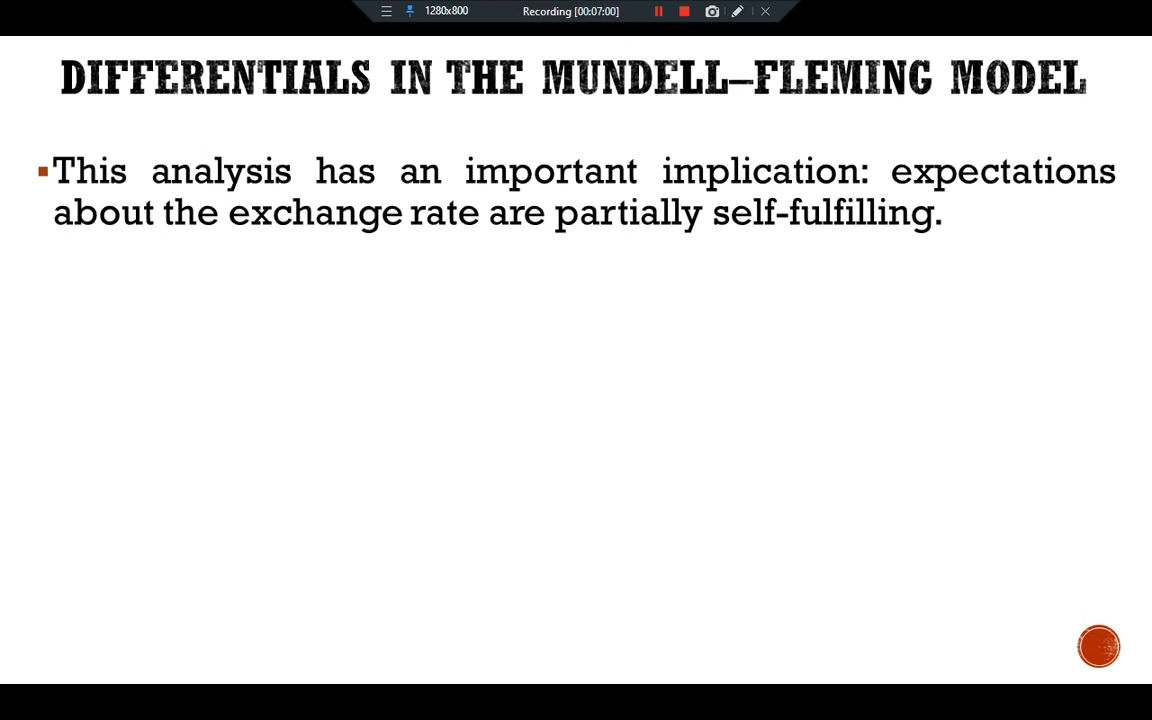 1280x800 Recording [00:07:00]
DIFFERENTIALS IN THE MUNDELL–FLEMING MODEL
This analysis has an important implication: expectations
about the exchange rate are partially self-fulfilling.